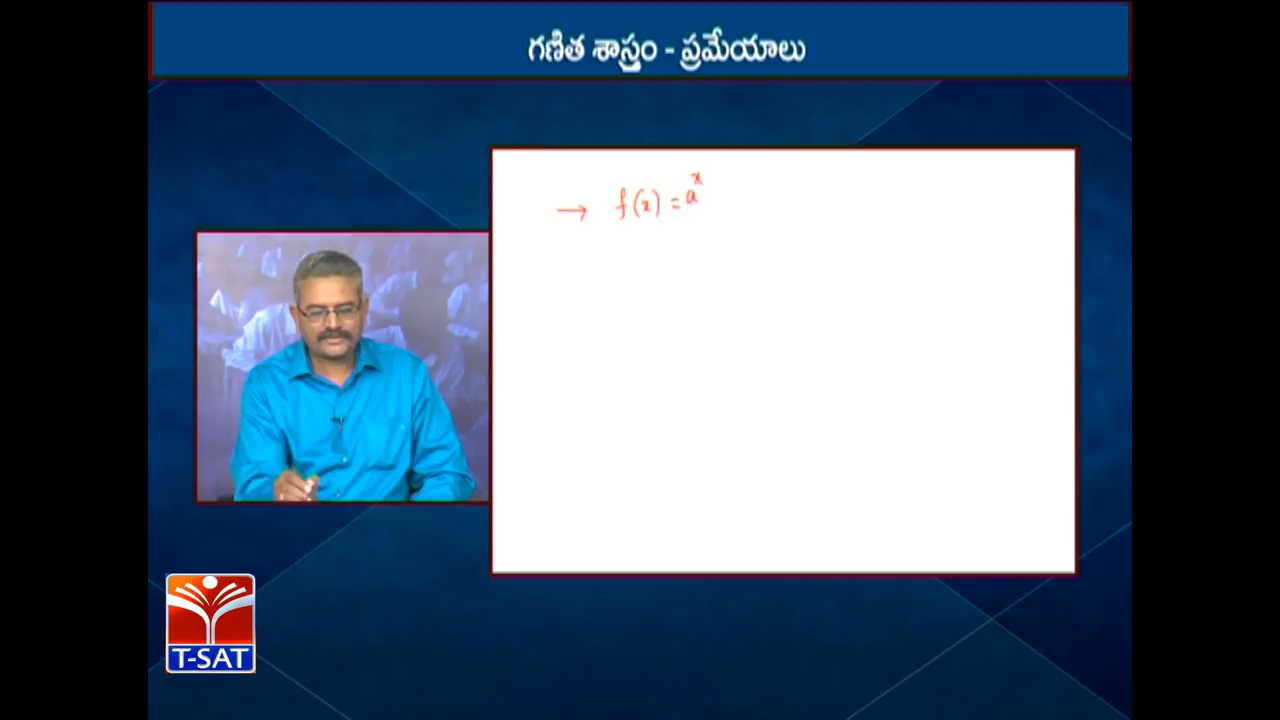 గణిత శాస్త్రం - ప్రమేయాలు
→ f(x) = a^x
T-SAT